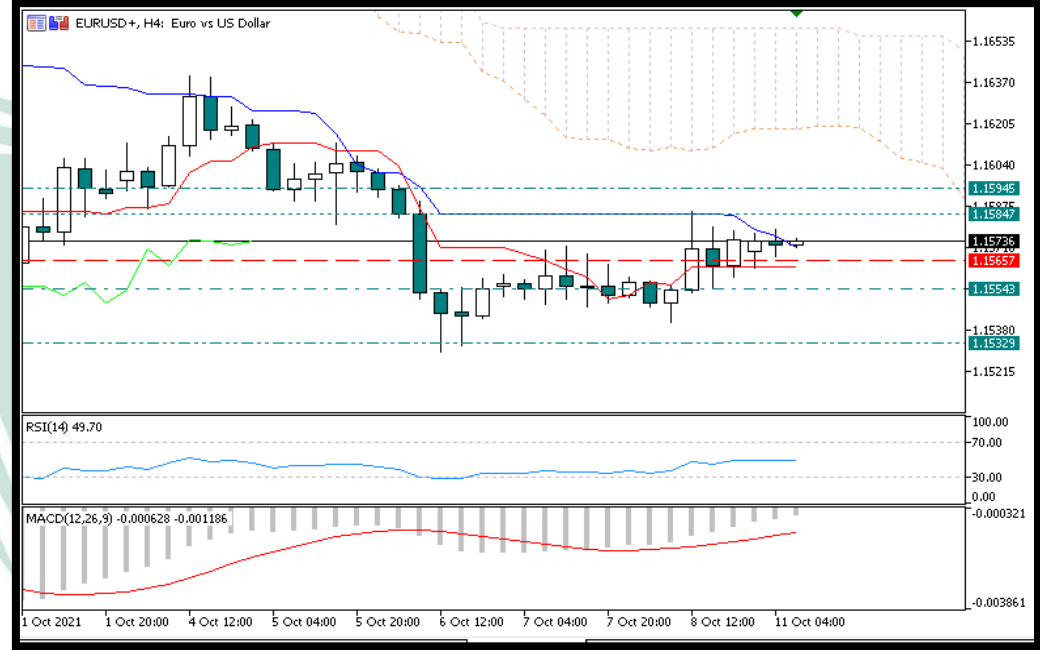 EURUSD+, H4: Euro vs US Dollar
1.16535
1.16370
1.16205
1.16040
1.15945
1.15847
1.15736
1.15657
1.15543
1.15380
1.15329
1.15215
RSI(14) 49.70
100.00
70.00
30.00
0.00
MACD(12,26,9) -0.000628 -0.001186
-0.000321
-0.003861
1 Oct 2021
1 Oct 20:00
4 Oct 12:00
5 Oct 04:00
5 Oct 20:00
6 Oct 12:00
7 Oct 04:00
7 Oct 20:00
8 Oct 12:00
11 Oct 04:00